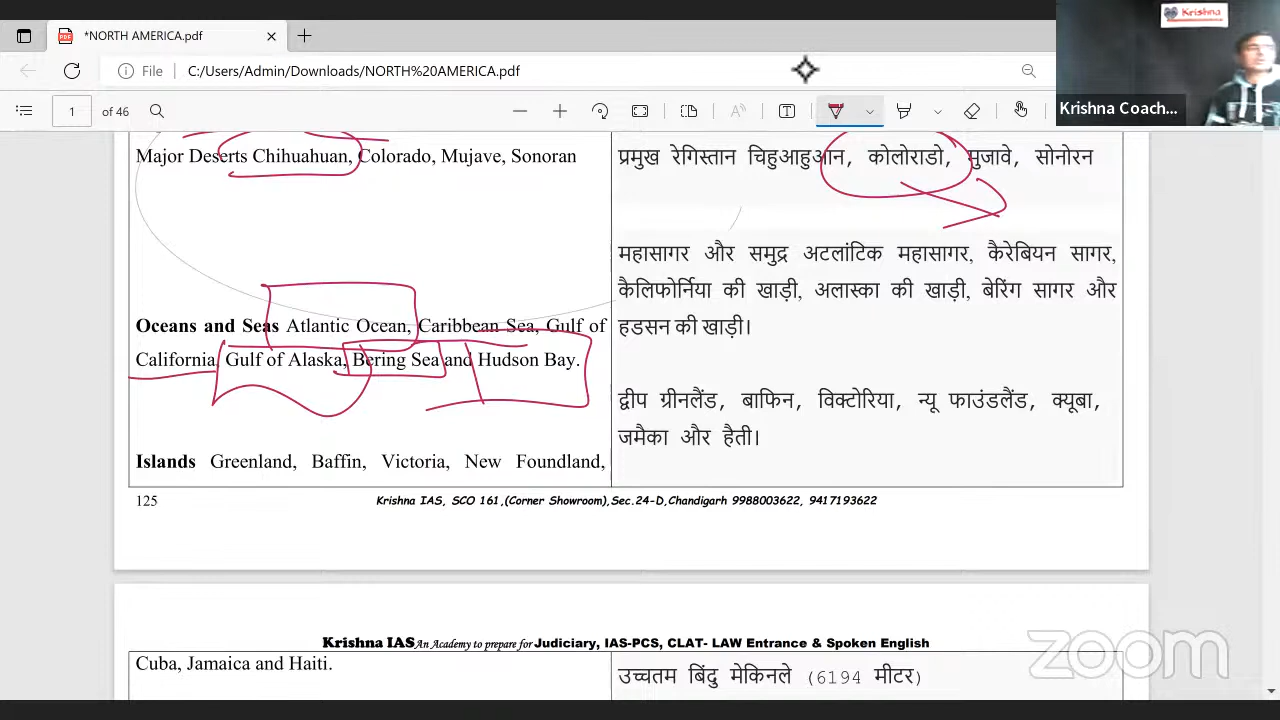 Krishna
*NORTH AMERICA.pdf
File
C:/Users/Admin/Downloads/NORTH%20AMERICA.pdf
Krishna Coach...
1 of 46
Major Deserts Chihuahuan, Colorado, Mujave, Sonoran
Oceans and Seas Atlantic Ocean, Caribbean Sea, Gulf of
California, Gulf of Alaska, Bering Sea and Hudson Bay.
Islands Greenland, Baffin, Victoria, New Foundland,
प्रमुख रेगिस्तान चिहुआहुआन, कोलोराडो, मुजावे, सोनोरन
महासागर और समुद्र अटलांटिक महासागर, कैरेबियन सागर,
कैलिफोर्निया की खाड़ी, अलास्का की खाड़ी, बेरिंग सागर और
हडसन की खाड़ी।
द्वीप ग्रीनलैंड, बाफिन, विक्टोरिया, न्यू फाउंडलैंड, क्यूबा,
जमैका और हैती।
125
Krishna IAS, SCO 161,(Corner Showroom),Sec.24-D,Chandigarh 9988003622, 9417193622
Krishna IAS An Academy to prepare for Judiciary, IAS-PCS, CLAT- LAW Entrance & Spoken English
Cuba, Jamaica and Haiti.
उच्चतम बिंदु मेकिनले (6194 मीटर)
zoom